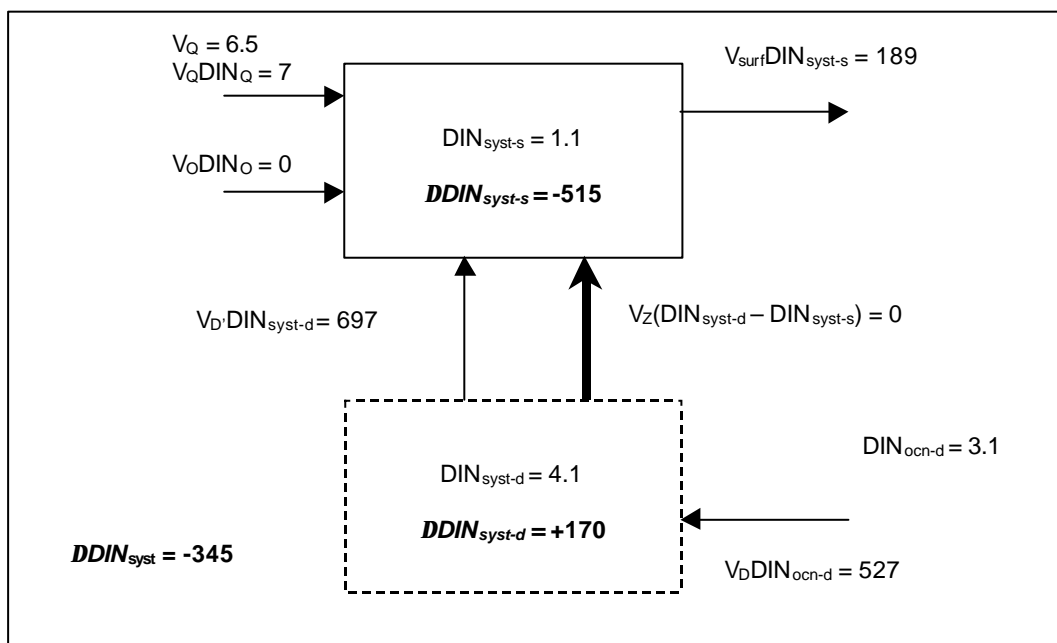 V_Q = 6.5
V_QDIN_Q = 7
V_surfDIN_syst-s = 189
DIN_syst-s = 1.1
V_ODIN_O = 0
DDIN_syst-s = -515
V_D'DIN_syst-d = 697
V_Z(DIN_syst-d – DIN_syst-s) = 0
DIN_ocn-d = 3.1
DIN_syst-d = 4.1
DDIN_syst-d = +170
DDIN_syst = -345
V_DDIN_ocn-d = 527